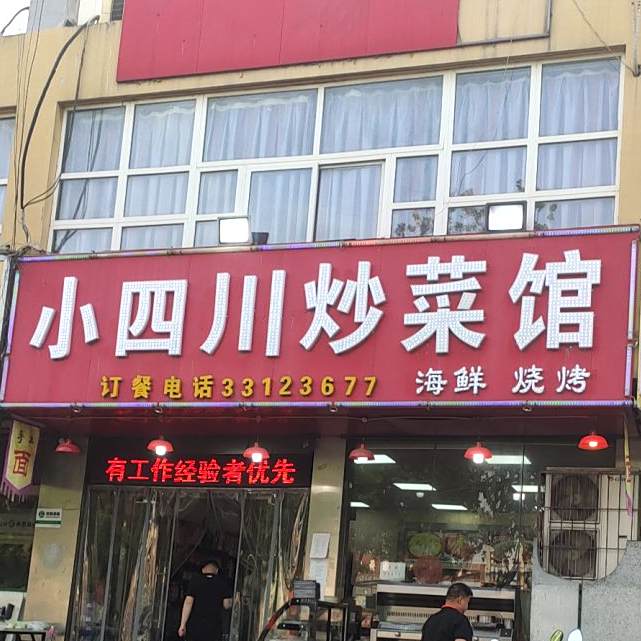 小四川炒菜馆
订餐电话33123677 海鲜 烧烤
有工作经验者优先
面